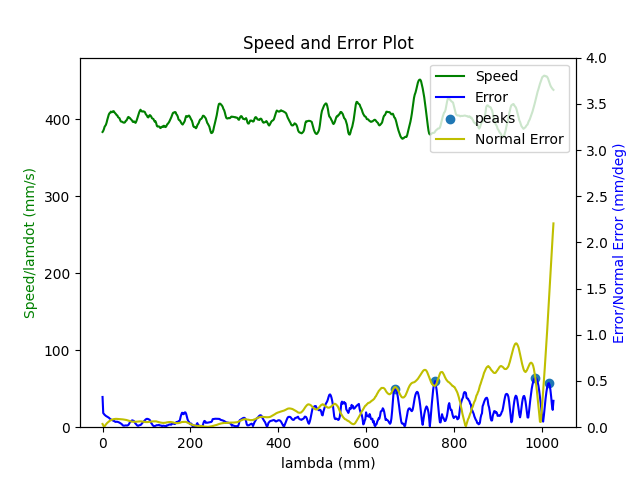 Speed and Error Plot
Speed
Error
peaks
Normal Error
Speed/lamdot (mm/s)
400
300
200
100
0
Error/Normal Error (mm/deg)
4.0
3.5
3.0
2.5
2.0
1.5
1.0
0.5
0.0
0 200 400 600 800 1000
lambda (mm)